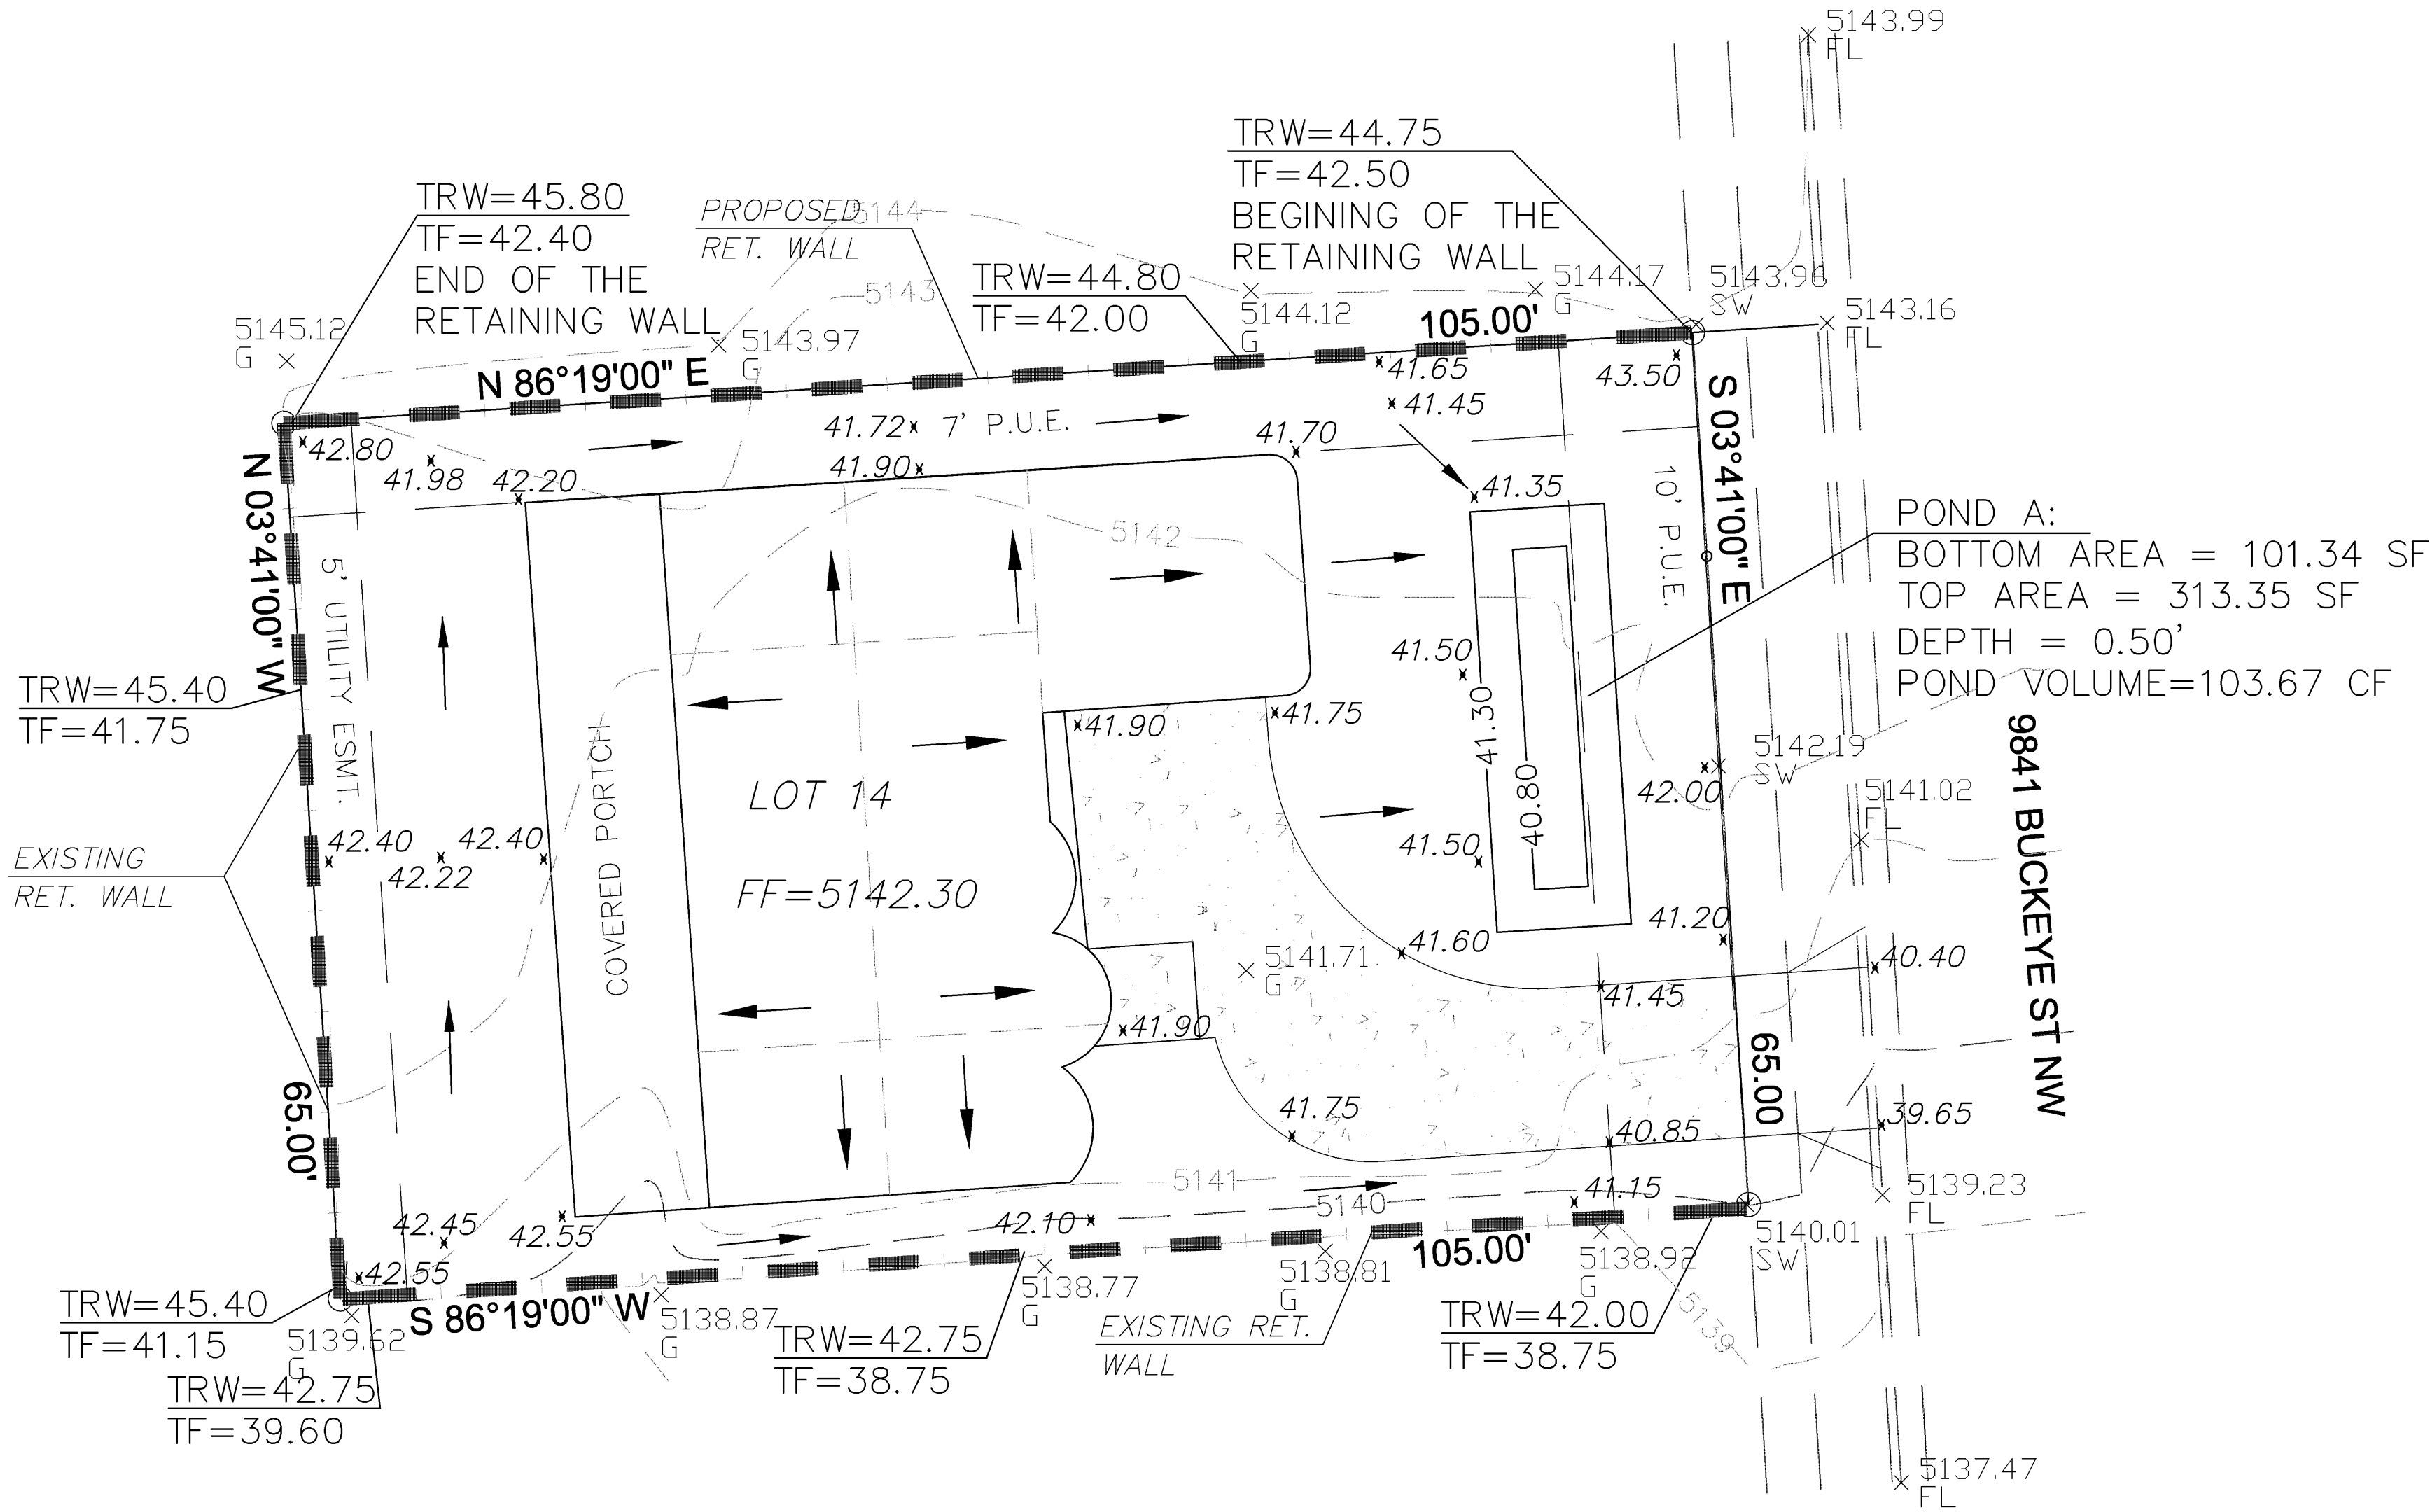 5143.99
FL
TRW=44.75
TF=42.50
BEGINING OF THE
RETAINING WALL
TRW=45.80
TF=42.40
END OF THE
RETAINING WALL
PROPOSED
RET. WALL
5144
5143
TRW=44.80
TF=42.00
5144.12
G
5144.17
G
5143.96
SW
5143.16
FL
5145.12
G
5143.97
G
N 86°19'00" E
105.00'
41.65
43.50
41.45
42.80
41.98
42.20
41.72
7' P.U.E.
41.90
41.70
41.35
10' P.U.E.
S 03°41'00" E
N 03°41'00" W
5' UTILITY ESMT.
5142
POND A:
BOTTOM AREA = 101.34 SF
TOP AREA = 313.35 SF
DEPTH = 0.50'
POND VOLUME=103.67 CF
TRW=45.40
TF=41.75
41.50
41.30
40.80
41.90
41.75
5142.19
SW
42.00
5141.02
FL
9841 BUCKEYE ST NW
EXISTING
RET. WALL
42.40
42.22
42.40
COVERED PORTCH
LOT 14
FF=5142.30
41.50
41.20
41.60
40.40
5141.71
G
41.45
41.90
65.00'
65.00
41.75
40.85
39.65
5141
5140
41.15
5139.23
FL
42.45
42.55
42.10
42.55
5140.01
SW
S 86°19'00" W
105.00'
5138.77
G
5138.81
G
5138.92
G
5139
TRW=45.40
TF=41.15
5139.62
G
5138.87
G
TRW=42.75
TF=38.75
EXISTING RET.
WALL
TRW=42.00
TF=38.75
TRW=42.75
TF=39.60
5137.47
FL